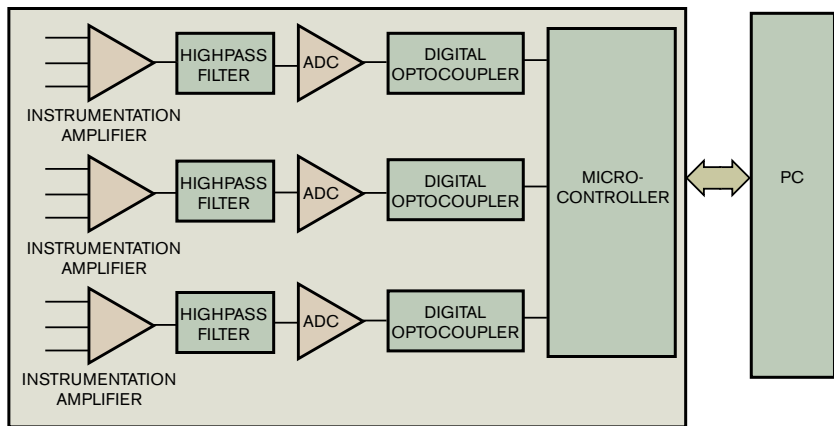 HIGHPASS
FILTER
ADC
DIGITAL
OPTOCOUPLER
INSTRUMENTATION
AMPLIFIER
HIGHPASS
FILTER
ADC
DIGITAL
OPTOCOUPLER
INSTRUMENTATION
AMPLIFIER
HIGHPASS
FILTER
ADC
DIGITAL
OPTOCOUPLER
INSTRUMENTATION
AMPLIFIER
MICRO-
CONTROLLER
PC